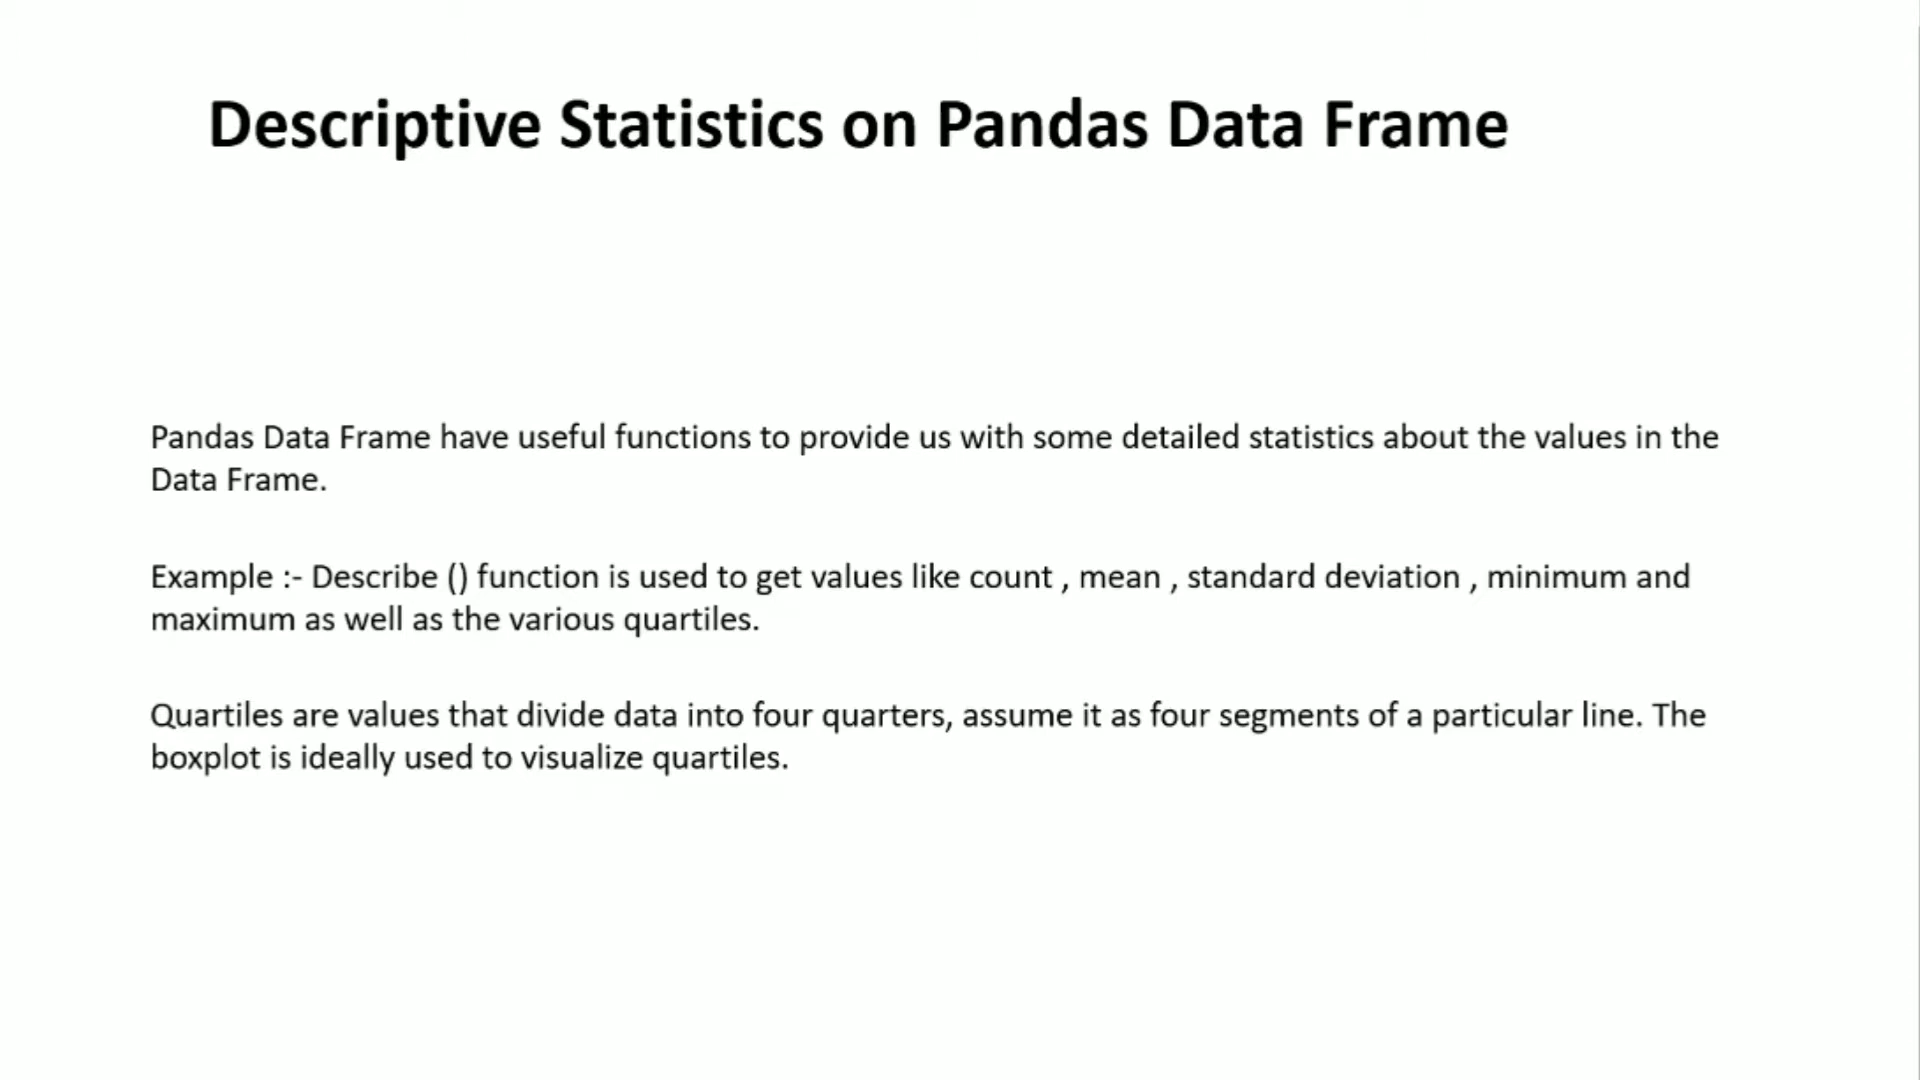 Descriptive Statistics on Pandas Data Frame
Pandas Data Frame have useful functions to provide us with some detailed statistics about the values in the
Data Frame.
Example :- Describe () function is used to get values like count , mean , standard deviation , minimum and
maximum as well as the various quartiles.
Quartiles are values that divide data into four quarters, assume it as four segments of a particular line. The
boxplot is ideally used to visualize quartiles.